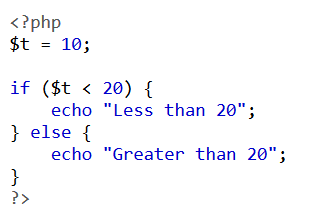 <?php
$t = 10;

if ($t < 20) {
    echo "Less than 20";
} else {
    echo "Greater than 20";
}
?>